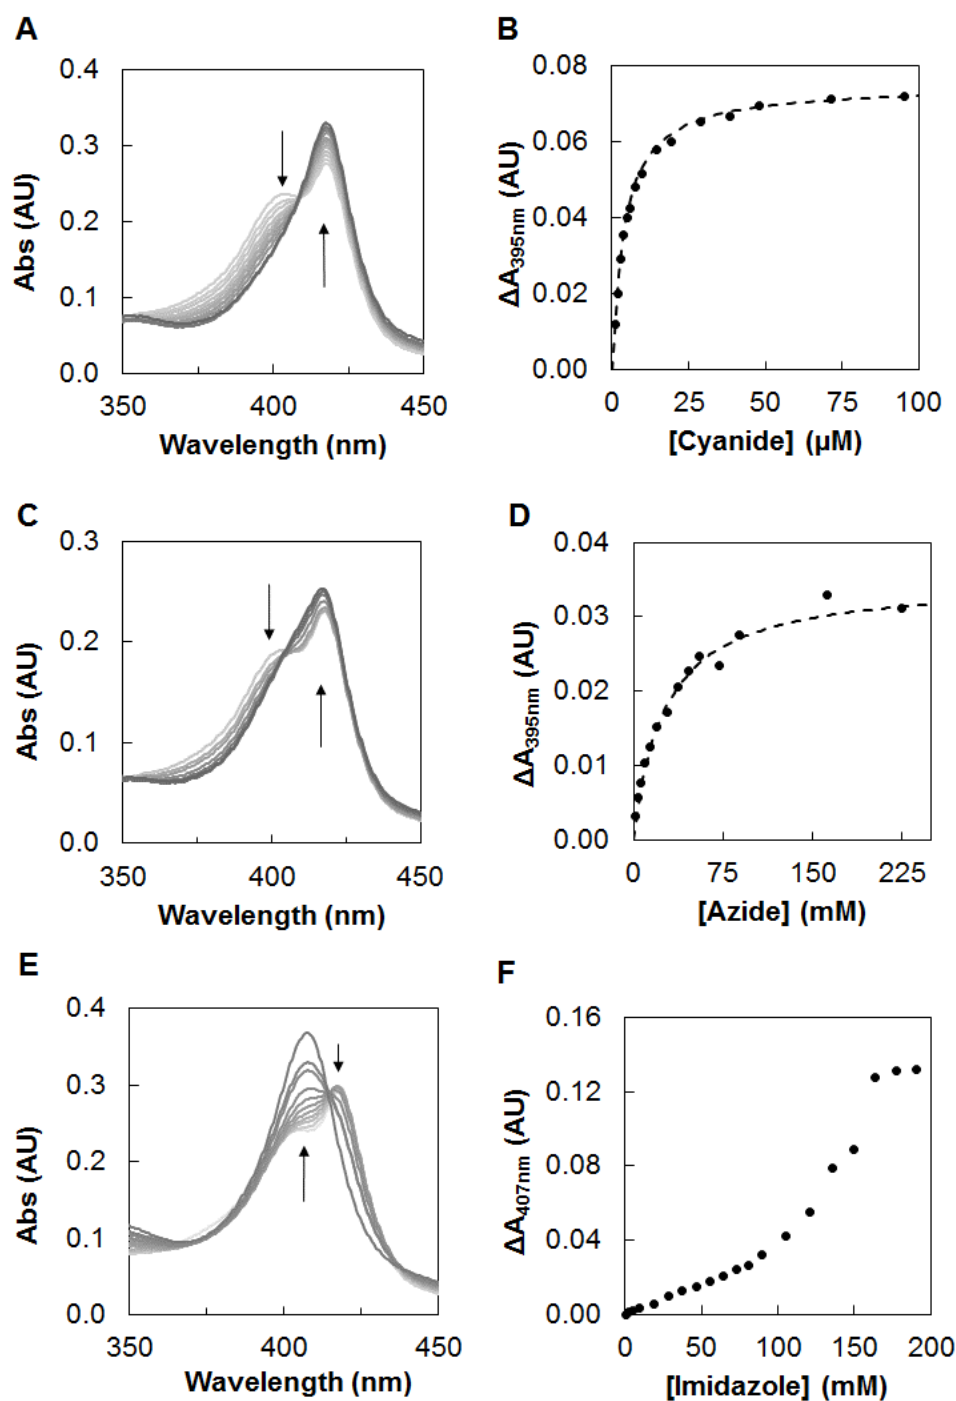 A
B
0.4
0.3
0.2
0.1
0.0
Abs (AU)
350
400
450
Wavelength (nm)
0.08
0.06
0.04
0.02
0.00
ΔA395nm (AU)
0
25
50
75
100
[Cyanide] (µM)
C
D
0.3
0.2
0.1
0.0
Abs (AU)
350
400
450
Wavelength (nm)
0.04
0.03
0.02
0.01
0.00
ΔA395nm (AU)
0
75
150
225
[Azide] (mM)
E
F
0.4
0.3
0.2
0.1
0.0
Abs (AU)
350
400
450
Wavelength (nm)
0.16
0.12
0.08
0.04
0.00
ΔA407nm (AU)
0
50
100
150
200
[Imidazole] (mM)